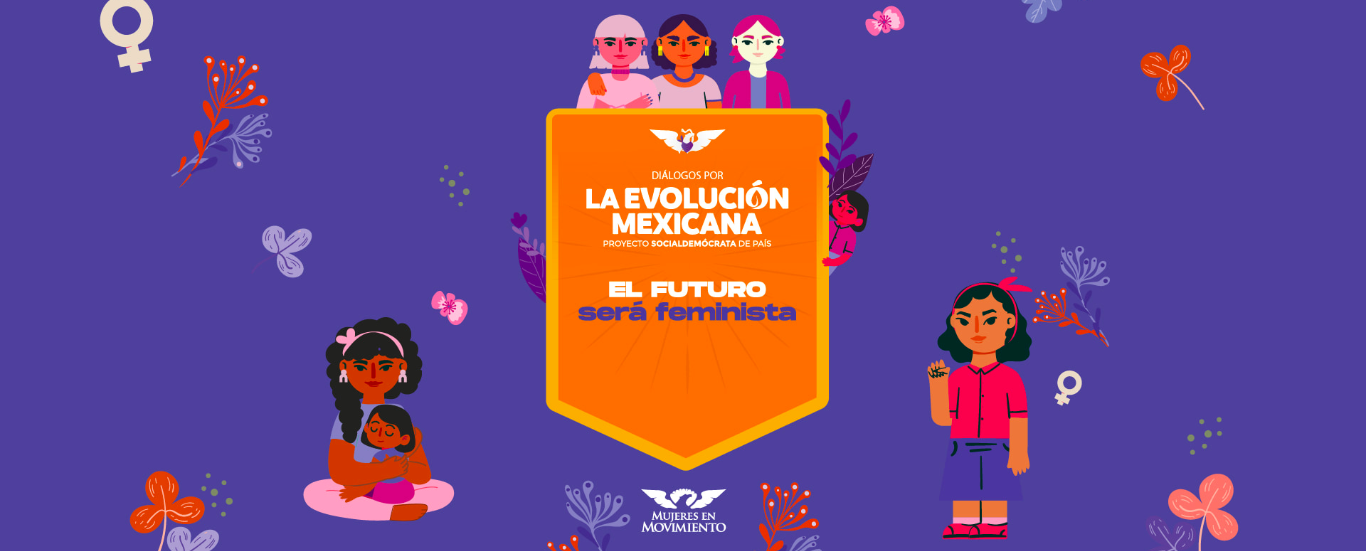 DIÁLOGOS POR
LA EVOLUCIÓN
MEXICANA
PROYECTO SOCIALDEMÓCRATA DE PAÍS
EL FUTURO
será feminista
MUJERES EN
MOVIMIENTO